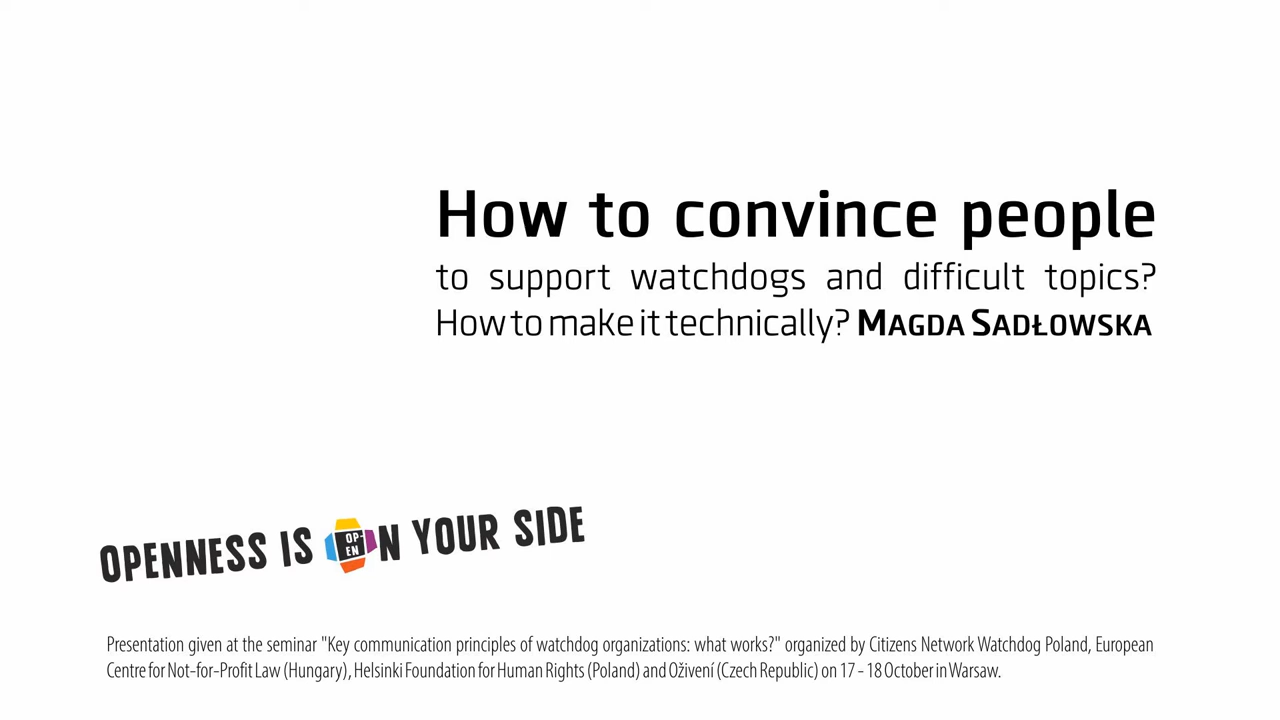 How to convince people
to support watchdogs and difficult topics?
How to make it technically? MAGDA SADŁOWSKA
OPENNESS IS ON YOUR SIDE
OP-
EN
Presentation given at the seminar "Key communication principles of watchdog organizations: what works?" organized by Citizens Network Watchdog Poland, European
Centre for Not-for-Profit Law (Hungary), Helsinki Foundation for Human Rights (Poland) and Oživení (Czech Republic) on 17 - 18 October in Warsaw.